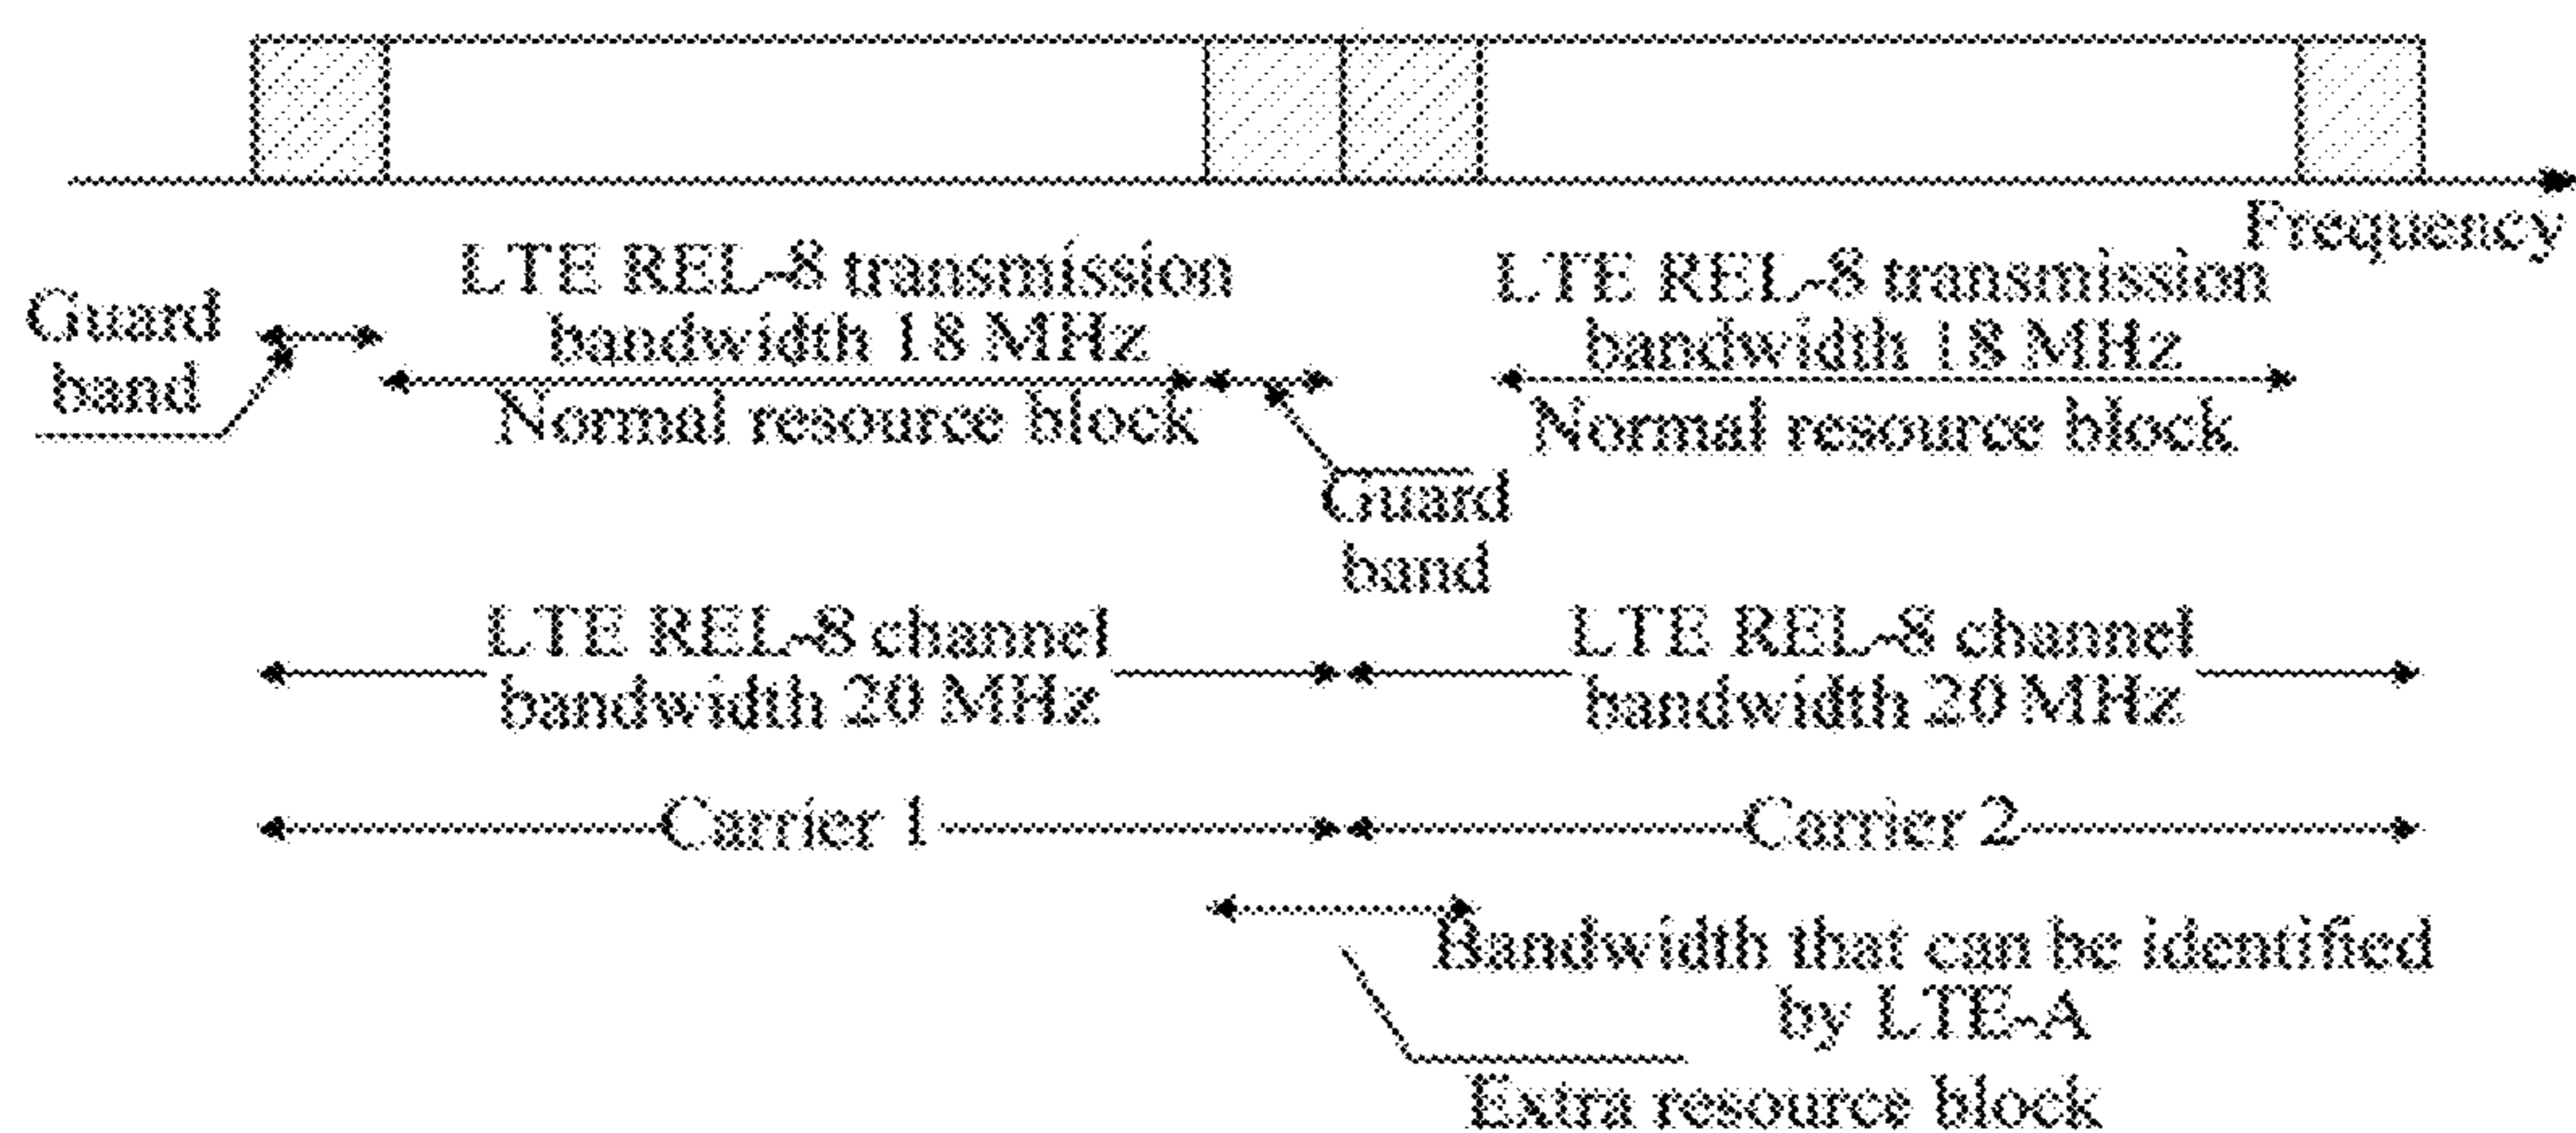 Frequency
Guard
band
LTE REL-8 transmission
bandwidth 18 MHz
Normal resource block
LTE REL-8 transmission
bandwidth 18 MHz
Normal resource block
Guard
band
LTE REL-8 channel
bandwidth 20 MHz
LTE REL-8 channel
bandwidth 20 MHz
Carrier 1
Carrier 2
Bandwidth that can be identified
by LTE-A
Extra resource block